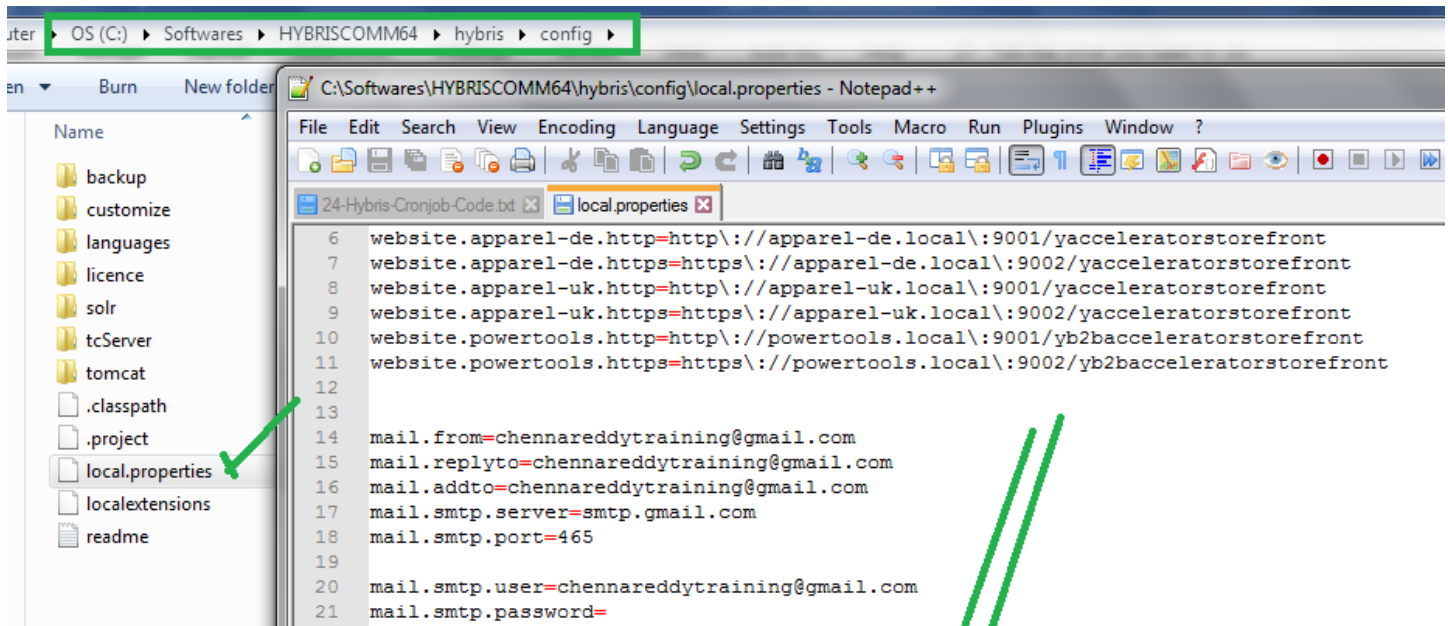 uter ▸ OS (C:) ▸ Softwares ▸ HYBRISCOMM64 ▸ hybris ▸ config ▸
en Burn New folder
Name
backup
customize
languages
licence
solr
tcServer
tomcat
.classpath
.project
local.properties
localextensions
readme
C:\Softwares\HYBRISCOMM64\hybris\config\local.properties - Notepad++
File Edit Search View Encoding Language Settings Tools Macro Run Plugins Window ?
24-Hybris-Cronjob-Code.txt local.properties
6 website.apparel-de.http=http\://apparel-de.local\:9001/yacceleratorstorefront
7 website.apparel-de.https=https\://apparel-de.local\:9002/yacceleratorstorefront
8 website.apparel-uk.http=http\://apparel-uk.local\:9001/yacceleratorstorefront
9 website.apparel-uk.https=https\://apparel-uk.local\:9002/yacceleratorstorefront
10 website.powertools.http=http\://powertools.local\:9001/yb2bacceleratorstorefront
11 website.powertools.https=https\://powertools.local\:9002/yb2bacceleratorstorefront
12
13
14 mail.from=chennareddytraining@gmail.com
15 mail.replyto=chennareddytraining@gmail.com
16 mail.addto=chennareddytraining@gmail.com
17 mail.smtp.server=smtp.gmail.com
18 mail.smtp.port=465
19
20 mail.smtp.user=chennareddytraining@gmail.com
21 mail.smtp.password=